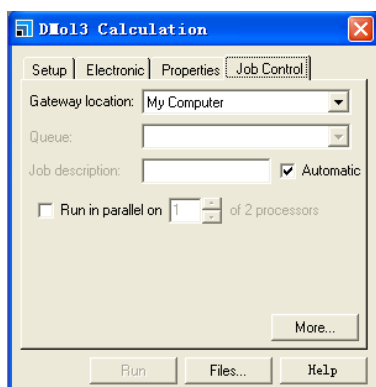 DMol3 Calculation
Setup Electronic Properties Job Control
Gateway location: My Computer
Queue:
Job description: Automatic
Run in parallel on 1 of 2 processors
More...
Run Files... Help